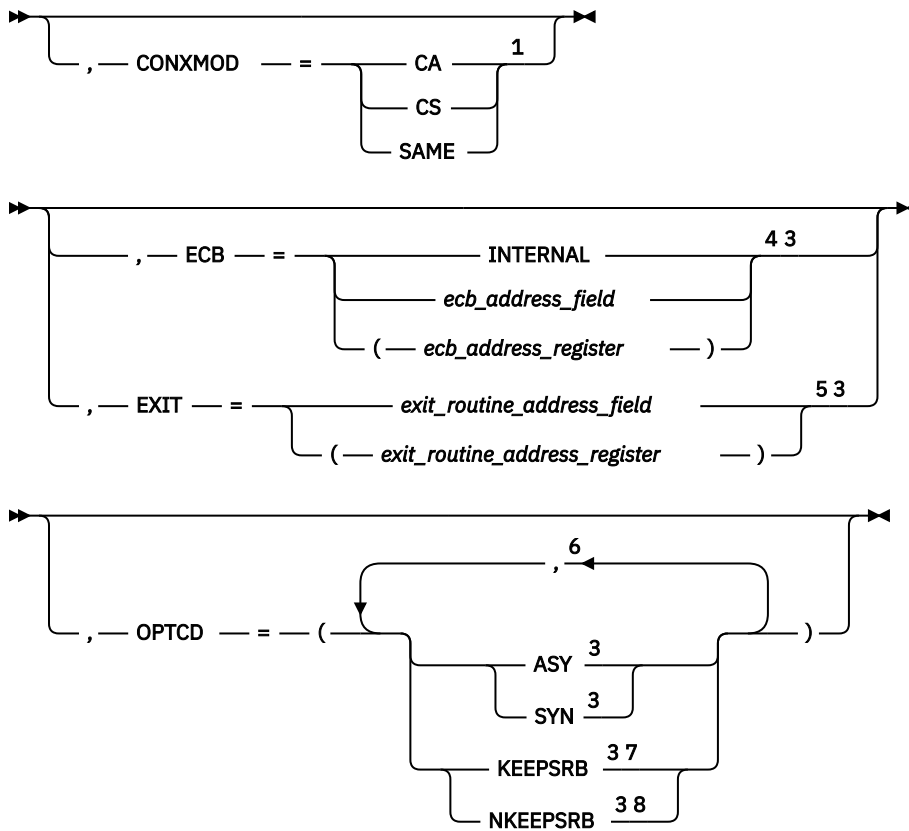 , CONXMOD = CA 1
CS
SAME
, ECB = INTERNAL 4 3
ecb_address_field
( ecb_address_register )
, EXIT = exit_routine_address_field 5 3
( exit_routine_address_register )
, 6
, OPTCD = ( )
ASY 3
SYN 3
KEEPSRB 3 7
NKEEPSRB 3 8